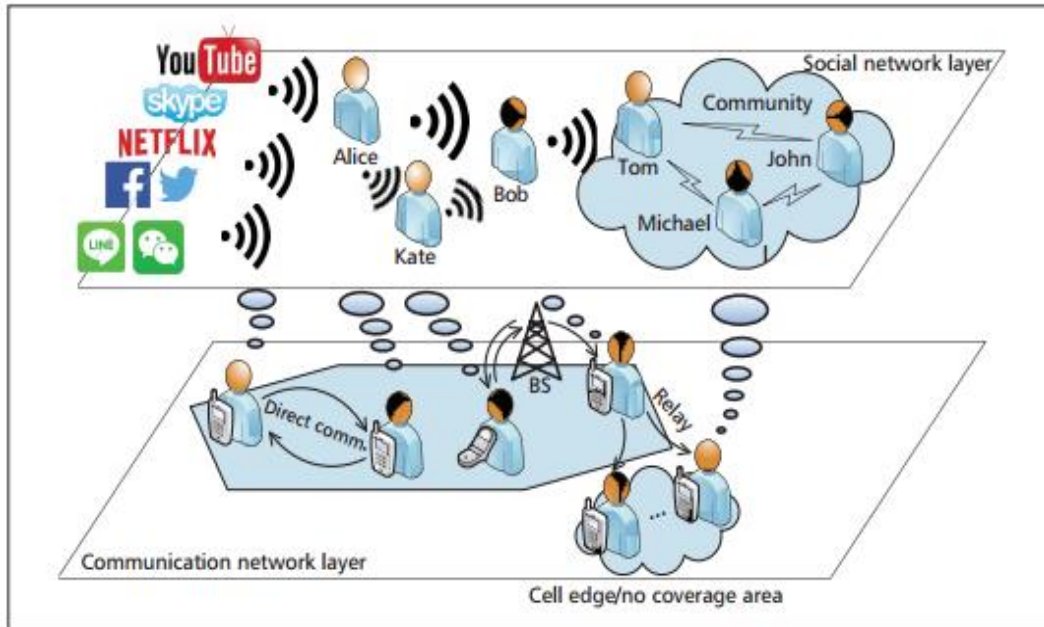 YouTube
Social network layer
skype
Community
NETFLIX
Alice
Tom
John
f
Bob
Michael
LINE
Kate
BS
Direct comm.
Relay
...
Communication network layer
Cell edge/no coverage area